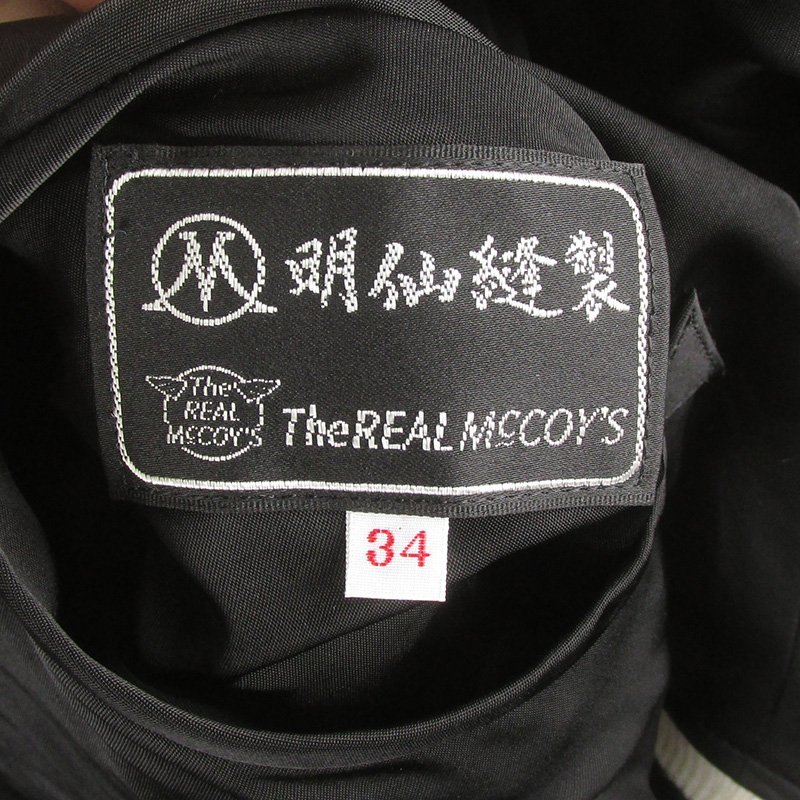 M 明仙縫製
The
REAL
McCOY'S
The REAL McCOY'S
34